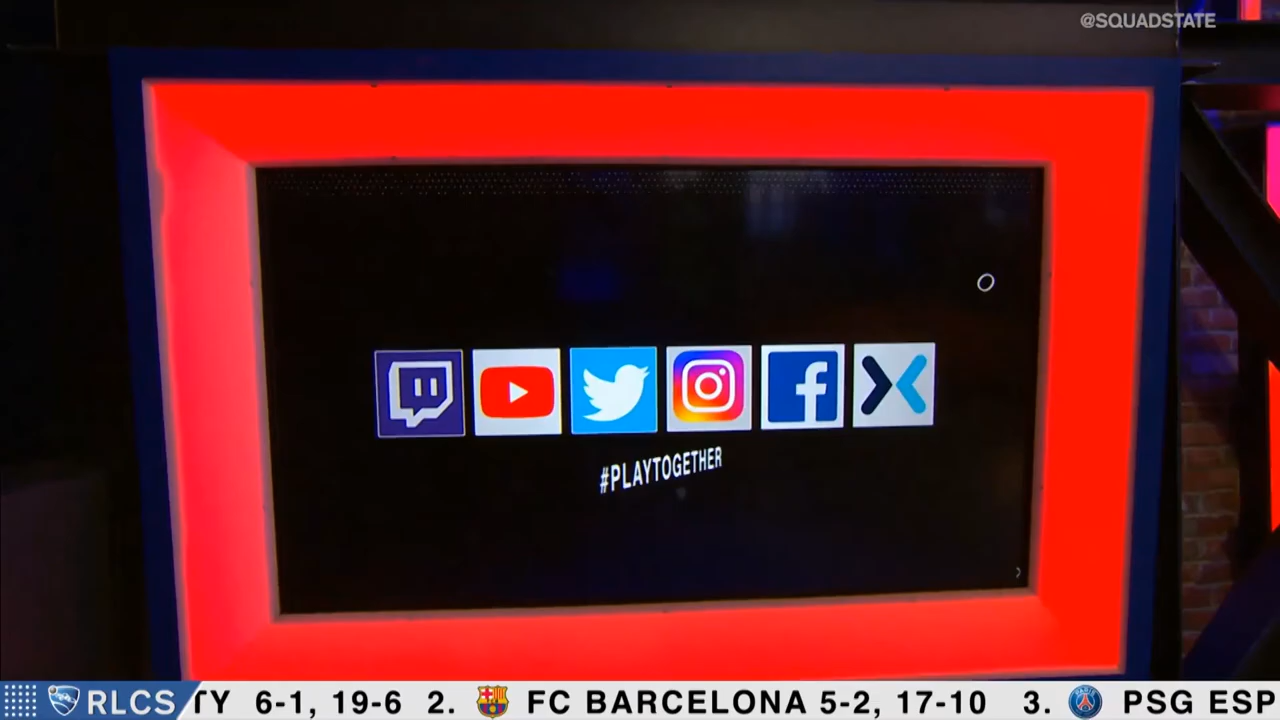 @SQUADSTATE
#PLAYTOGETHER
RLCS TY 6-1, 19-6 2. FC BARCELONA 5-2, 17-10 3. PSG ESP